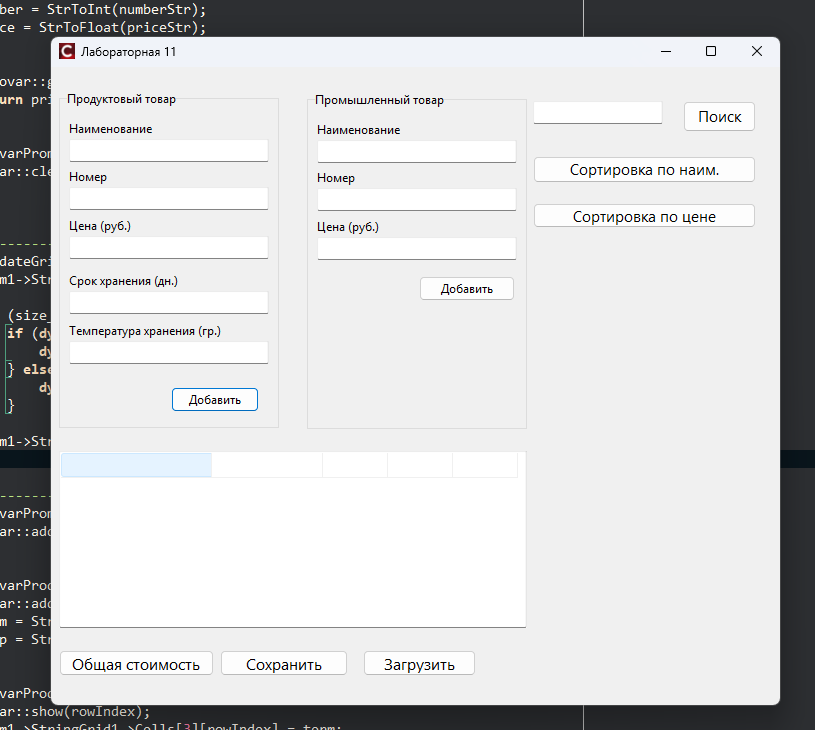 ber = StrToInt(numberStr);
ce = StrToFloat(priceStr);
Лабораторная 11
ovar::g
urn pri
Продуктовый товар
Промышленный товар
Поиск
Наименование
Наименование
varProm
ar::cle
Сортировка по наим.
Номер
Номер
Сортировка по цене
Цена (руб.)
Цена (руб.)
dateGri
m1->Str
Срок хранения (дн.)
Добавить
(size_
if (dy
Температура хранения (гр.)
dy
} else
dy
Добавить
}
m1->Str
varProm
ar::add
varProd
ar::add
m = Str
p = Str
Общая стоимость
Сохранить
Загрузить
varProd
ar::show(rowIndex);
m1->StringGrid1->Cells[3][rowIndex] = term;